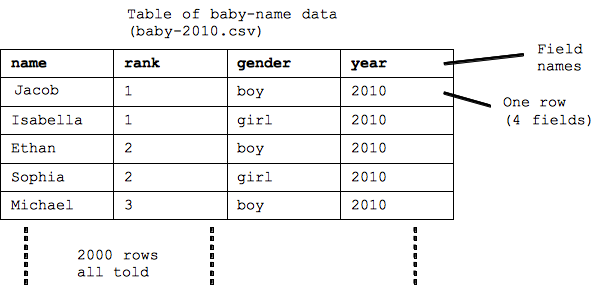 Table of baby-name data
(baby-2010.csv)
name rank gender year
Jacob 1 boy 2010
Isabella 1 girl 2010
Ethan 2 boy 2010
Sophia 2 girl 2010
Michael 3 boy 2010
Field
names
One row
(4 fields)
2000 rows
all told